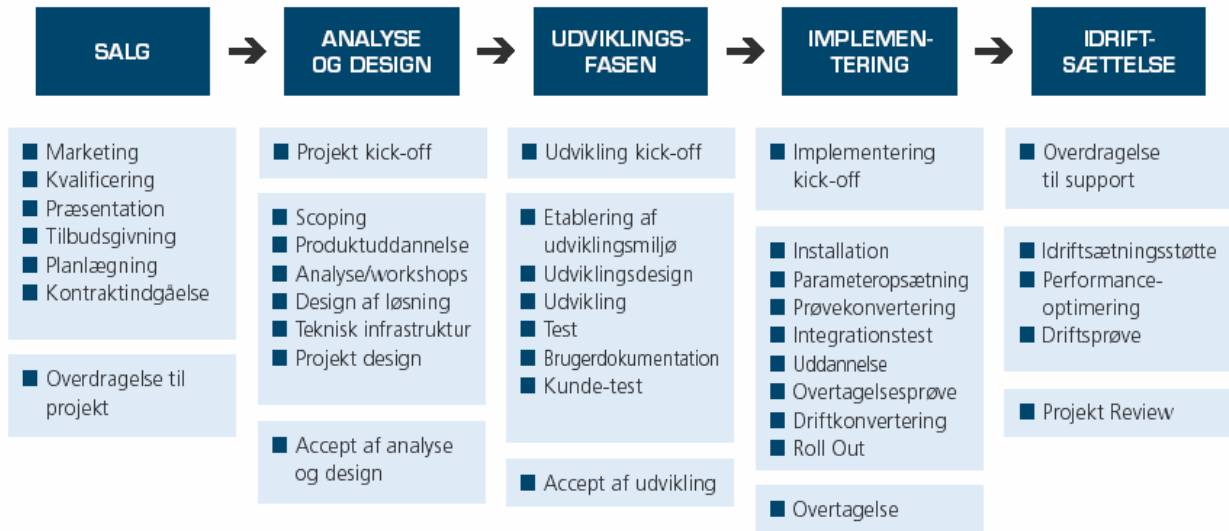 SALG
ANALYSE
OG DESIGN
UDVIKLINGS-
FASEN
IMPLEMEN-
TERING
IDRIFT-
SÆTTELSE
Marketing
Kvalificering
Præsentation
Tilbudsgivning
Planlægning
Kontraktindgåelse
Overdragelse til
projekt
Projekt kick-off
Scoping
Produktuddannelse
Analyse/workshops
Design af løsning
Teknisk infrastruktur
Projekt design
Accept af analyse
og design
Udvikling kick-off
Etablering af
udviklingsmiljø
Udviklingsdesign
Udvikling
Test
Brugerdokumentation
Kunde-test
Accept af udvikling
Implementering
kick-off
Installation
Parameteropsætning
Prøvekonvertering
Integrationstest
Uddannelse
Overtagelsesprøve
Driftkonvertering
Roll Out
Overtagelse
Overdragelse
til support
Idriftsætningsstøtte
Performance-
optimering
Driftsprøve
Projekt Review